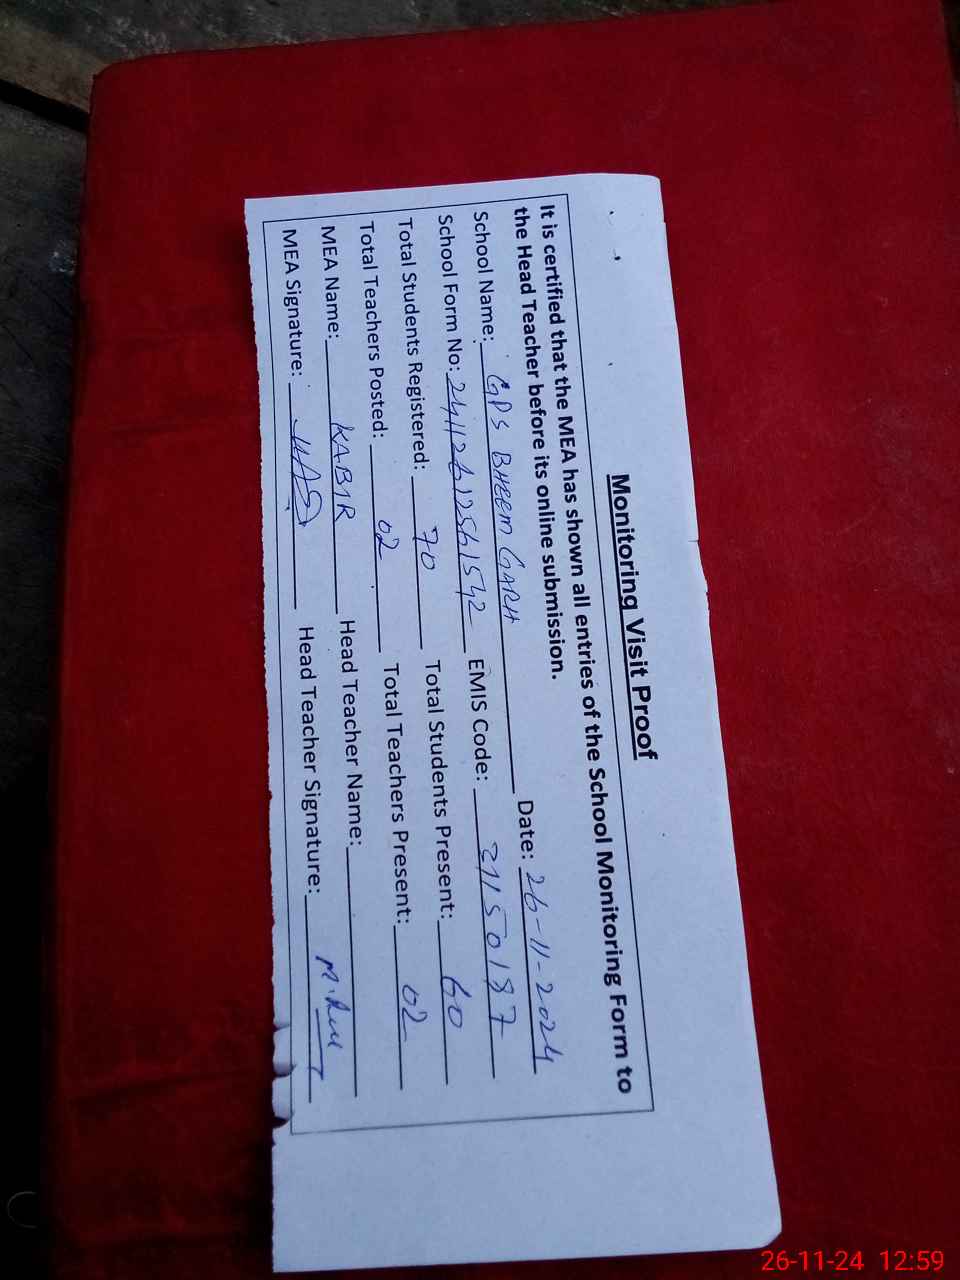 Monitoring Visit Proof
It is certified that the MEA has shown all entries of the School Monitoring Form to
the Head Teacher before its online submission.
School Name: GPS BHEEM GARH Date: 26-11-2024
School Form No: 24112612561542 EMIS Code: 31150187
Total Students Registered: 70 Total Students Present: 60
Total Teachers Posted: 02 Total Teachers Present: 02
MEA Name: KABIR Head Teacher Name:
MEA Signature: Head Teacher Signature:
26-11-24 12:59